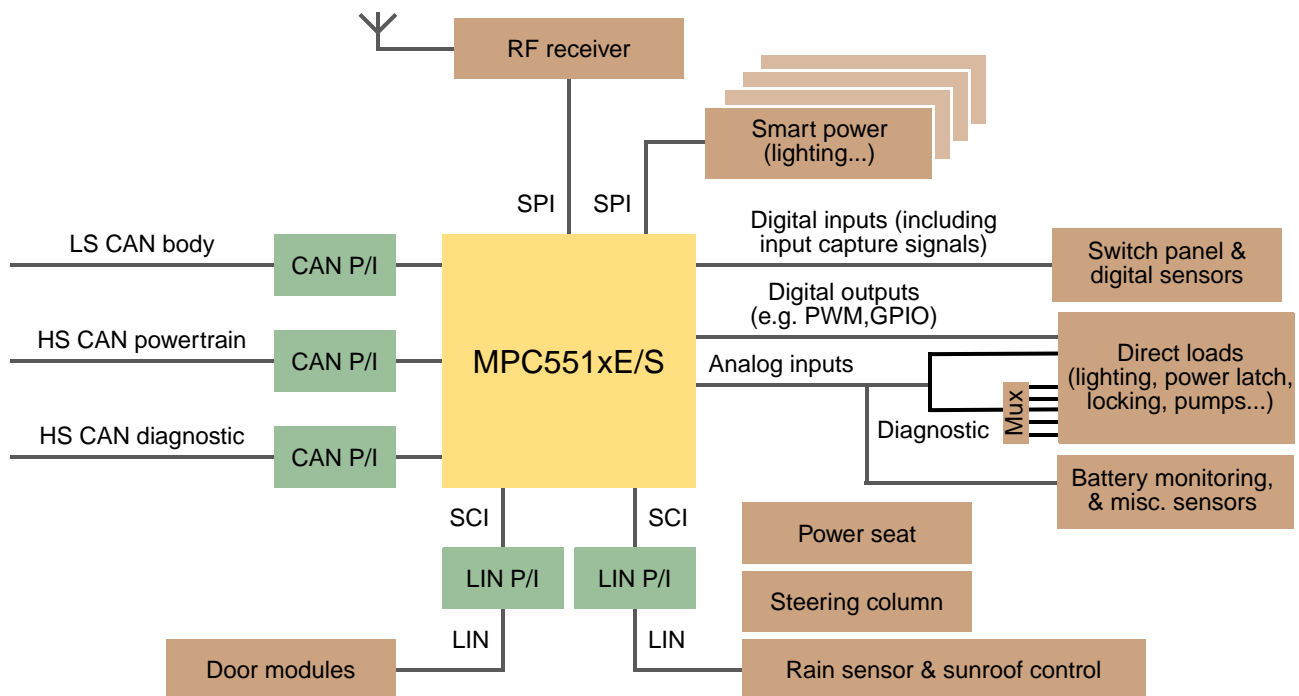 RF receiver
Smart power
(lighting...)
SPI
SPI
Digital inputs (including
input capture signals)
Switch panel &
digital sensors
LS CAN body
CAN P/I
Digital outputs
(e.g. PWM,GPIO)
HS CAN powertrain
CAN P/I
MPC551xE/S
Analog inputs
Direct loads
(lighting, power latch,
locking, pumps...)
Mux
Diagnostic
HS CAN diagnostic
CAN P/I
Battery monitoring,
& misc. sensors
SCI
SCI
Power seat
LIN P/I
LIN P/I
Steering column
LIN
LIN
Door modules
Rain sensor & sunroof control